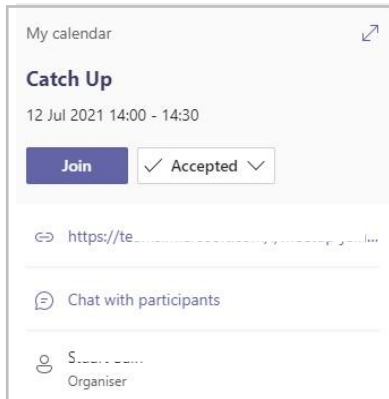 My calendar
Catch Up
12 Jul 2021 14:00 - 14:30
Join
Accepted
Chat with participants
Organiser